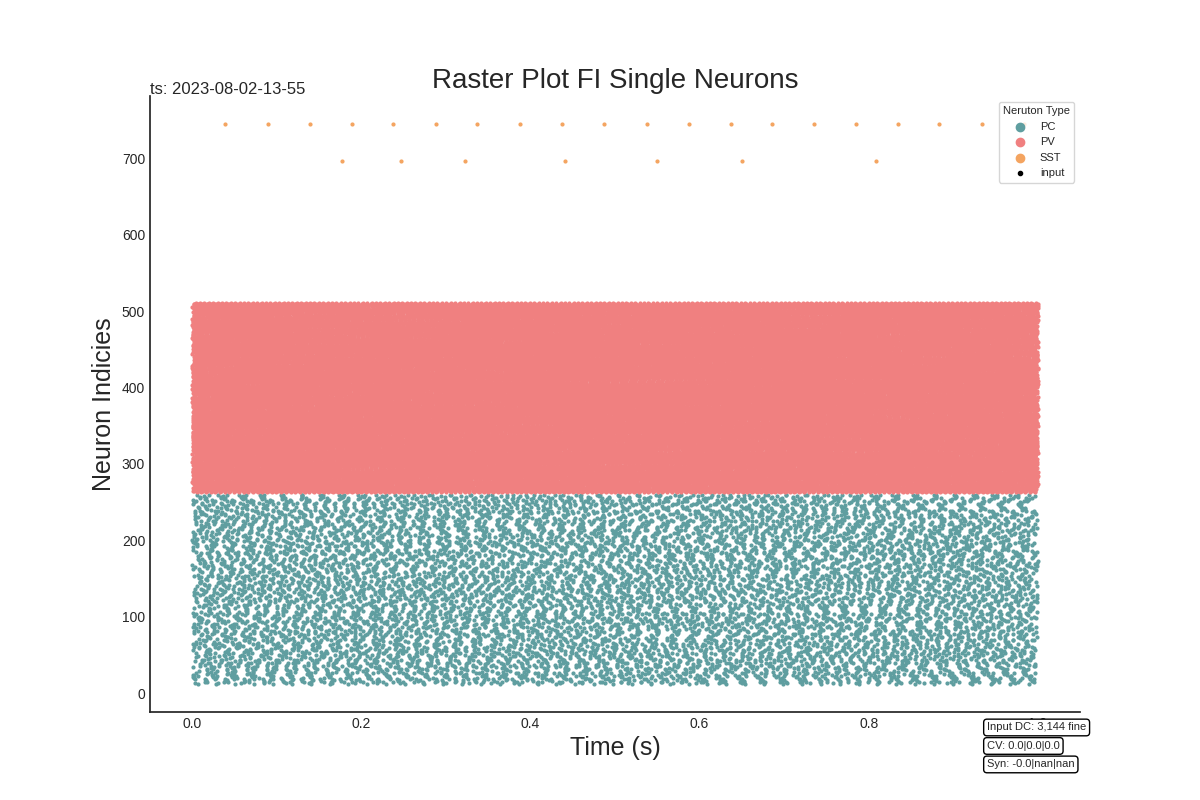 Raster Plot FI Single Neurons
ts: 2023-08-02-13-55
Neruton Type
PC
PV
SST
input
700
600
500
400
300
200
100
0
Neuron Indicies
0.0 0.2 0.4 0.6 0.8
Time (s)
Input DC: 3,144 fine
CV: 0.0|0.0|0.0
Syn: -0.0|nan|nan